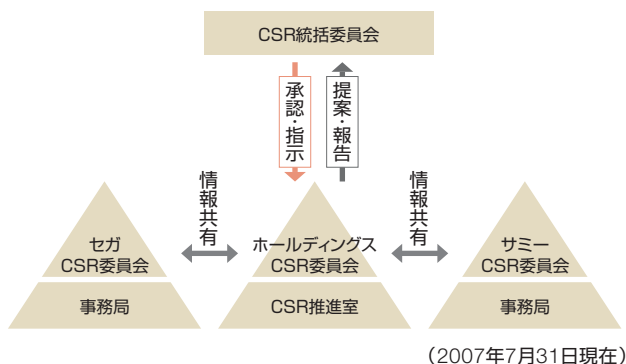 CSR統括委員会
承認・指示
提案・報告
情報共有
情報共有
セガ
CSR委員会
ホールディングス
CSR委員会
サミー
CSR委員会
事務局
CSR推進室
事務局
（2007年7月31日現在）